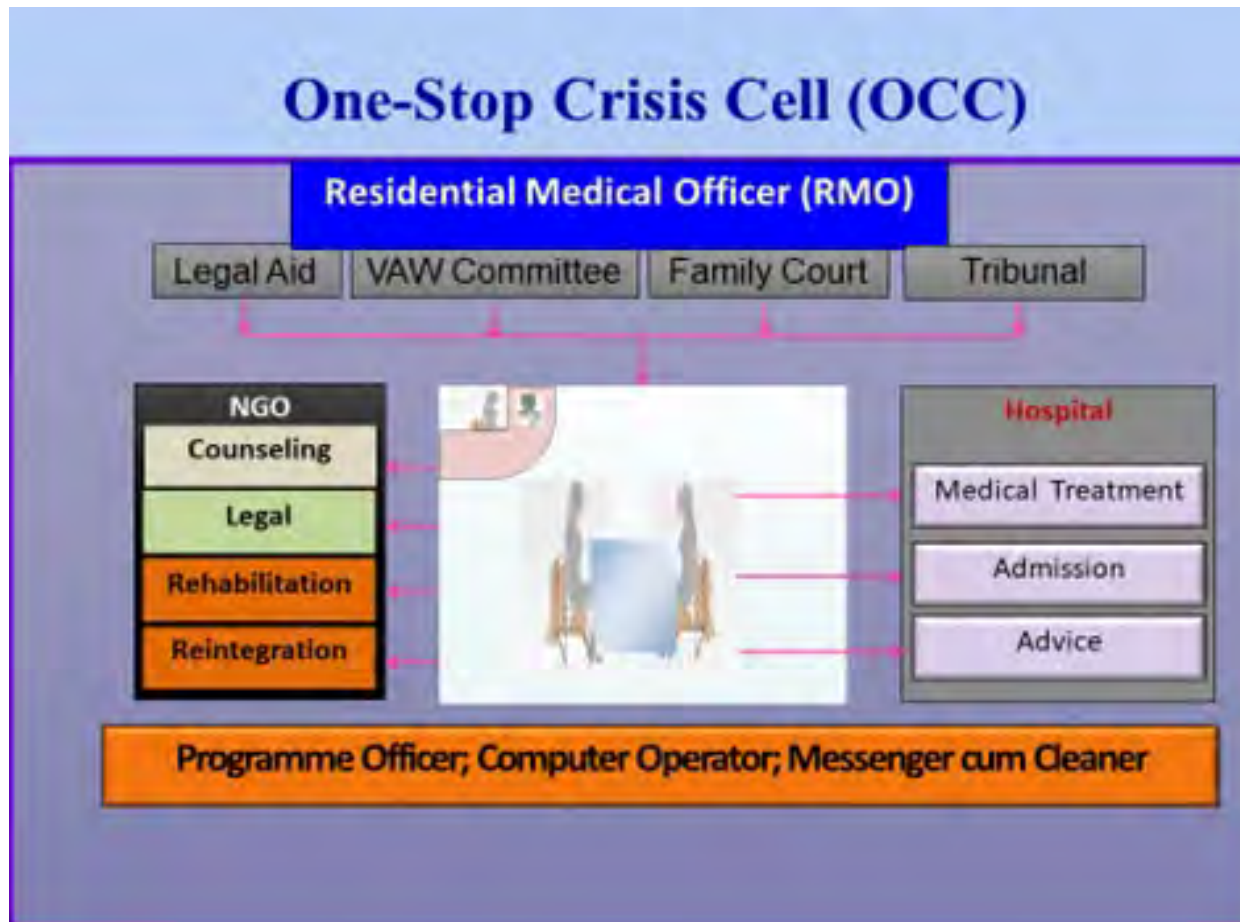 One-Stop Crisis Cell (OCC)
Residential Medical Officer (RMO)
Legal Aid
VAW Committee
Family Court
Tribunal
NGO
Counseling
Legal
Rehabilitation
Reintegration
Hospital
Medical Treatment
Admission
Advice
Programme Officer; Computer Operator; Messenger cum Cleaner